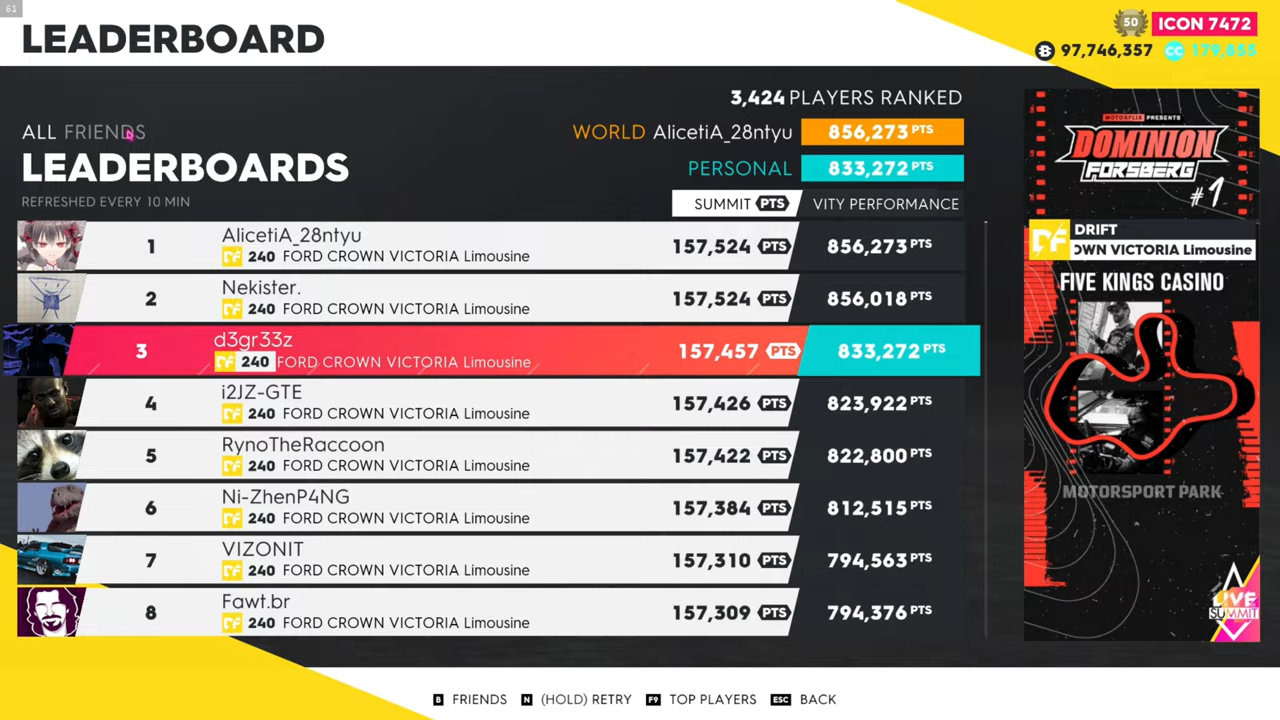 61
LEADERBOARD
50 ICON 7472
97,746,357 CC 179,655
3,424 PLAYERS RANKED
ALL FRIENDS
WORLD AlicetiA_28ntyu 856,273 PTS
LEADERBOARDS
PERSONAL 833,272 PTS
REFRESHED EVERY 10 MIN
SUMMIT PTS VITY PERFORMANCE
1 AlicetiA_28ntyu
240 FORD CROWN VICTORIA Limousine 157,524 PTS 856,273 PTS
2 Nekister.
240 FORD CROWN VICTORIA Limousine 157,524 PTS 856,018 PTS
3 d3gr33z
240 FORD CROWN VICTORIA Limousine 157,457 PTS 833,272 PTS
4 i2JZ-GTE
240 FORD CROWN VICTORIA Limousine 157,426 PTS 823,922 PTS
5 RynoTheRaccoon
240 FORD CROWN VICTORIA Limousine 157,422 PTS 822,800 PTS
6 Ni-ZhenP4NG
240 FORD CROWN VICTORIA Limousine 157,384 PTS 812,515 PTS
7 VIZONIT
240 FORD CROWN VICTORIA Limousine 157,310 PTS 794,563 PTS
8 Fawt.br
240 FORD CROWN VICTORIA Limousine 157,309 PTS 794,376 PTS
MOTORFLIX PRESENTS
DOMINION
FORSBERG
#1
DRIFT
OWN VICTORIA Limousine
FIVE KINGS CASINO
MOTORSPORT PARK
LIVE
SUMMIT
B FRIENDS N (HOLD) RETRY F9 TOP PLAYERS ESC BACK